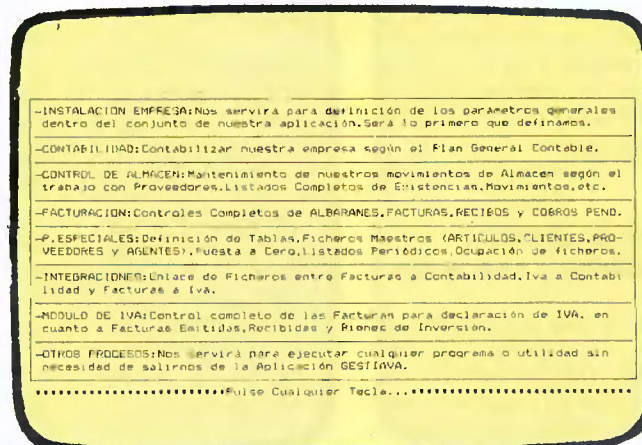 -INSTALACION EMPRESA:Nos servirá para definición de los parámetros generales
dentro del conjunto de nuestra aplicación.Será lo primero que definamos.
-CONTABILIDAD:Contabilizar nuestra empresa según el Plan General Contable.
-CONTROL DE ALMACEN:Mantenimiento de nuestros movimientos de Almacen según el
trabajo con Proveedores.Listados Completos de Existencias,Movimientos,etc.
-FACTURACION:Controles Completos de ALBARANES,FACTURAS,RECIBOS y COBROS PEND.
-P.ESPECIALES:Definición de Tablas,Ficheros Maestros (ARTICULOS,CLIENTES,PRO-
VEEDORES y AGENTES),Puesta a Cero,Listados Periódicos,Ocupación de ficheros.
-INTEGRACIONES:Enlace de Ficheros entre Facturas a Contabilidad,Iva a Contabi
lidad y Facturas a Iva.
-MODULO DE IVA:Control completo de las Facturas para declaración de IVA, en
cuanto a Facturas Emitidas,Recibidas y Bienes de Inversión.
-OTROS PROCESOS:Nos servirá para ejecutar cualquier programa o utilidad sin
necesidad de salirnos de la Aplicación GESTIAVA.
Pulse Cualquier Tecla...